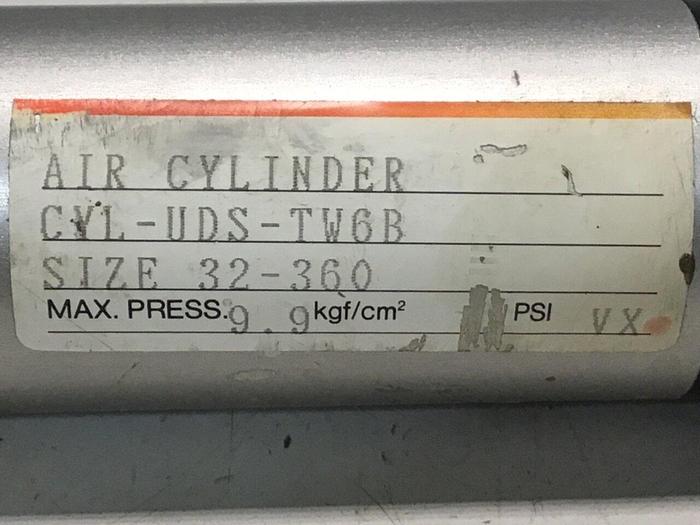 AIR CYLINDER
CYL-UDS-TW6B
SIZE 32-360
MAX. PRESS. 9.9 kgf/cm² PSI VX